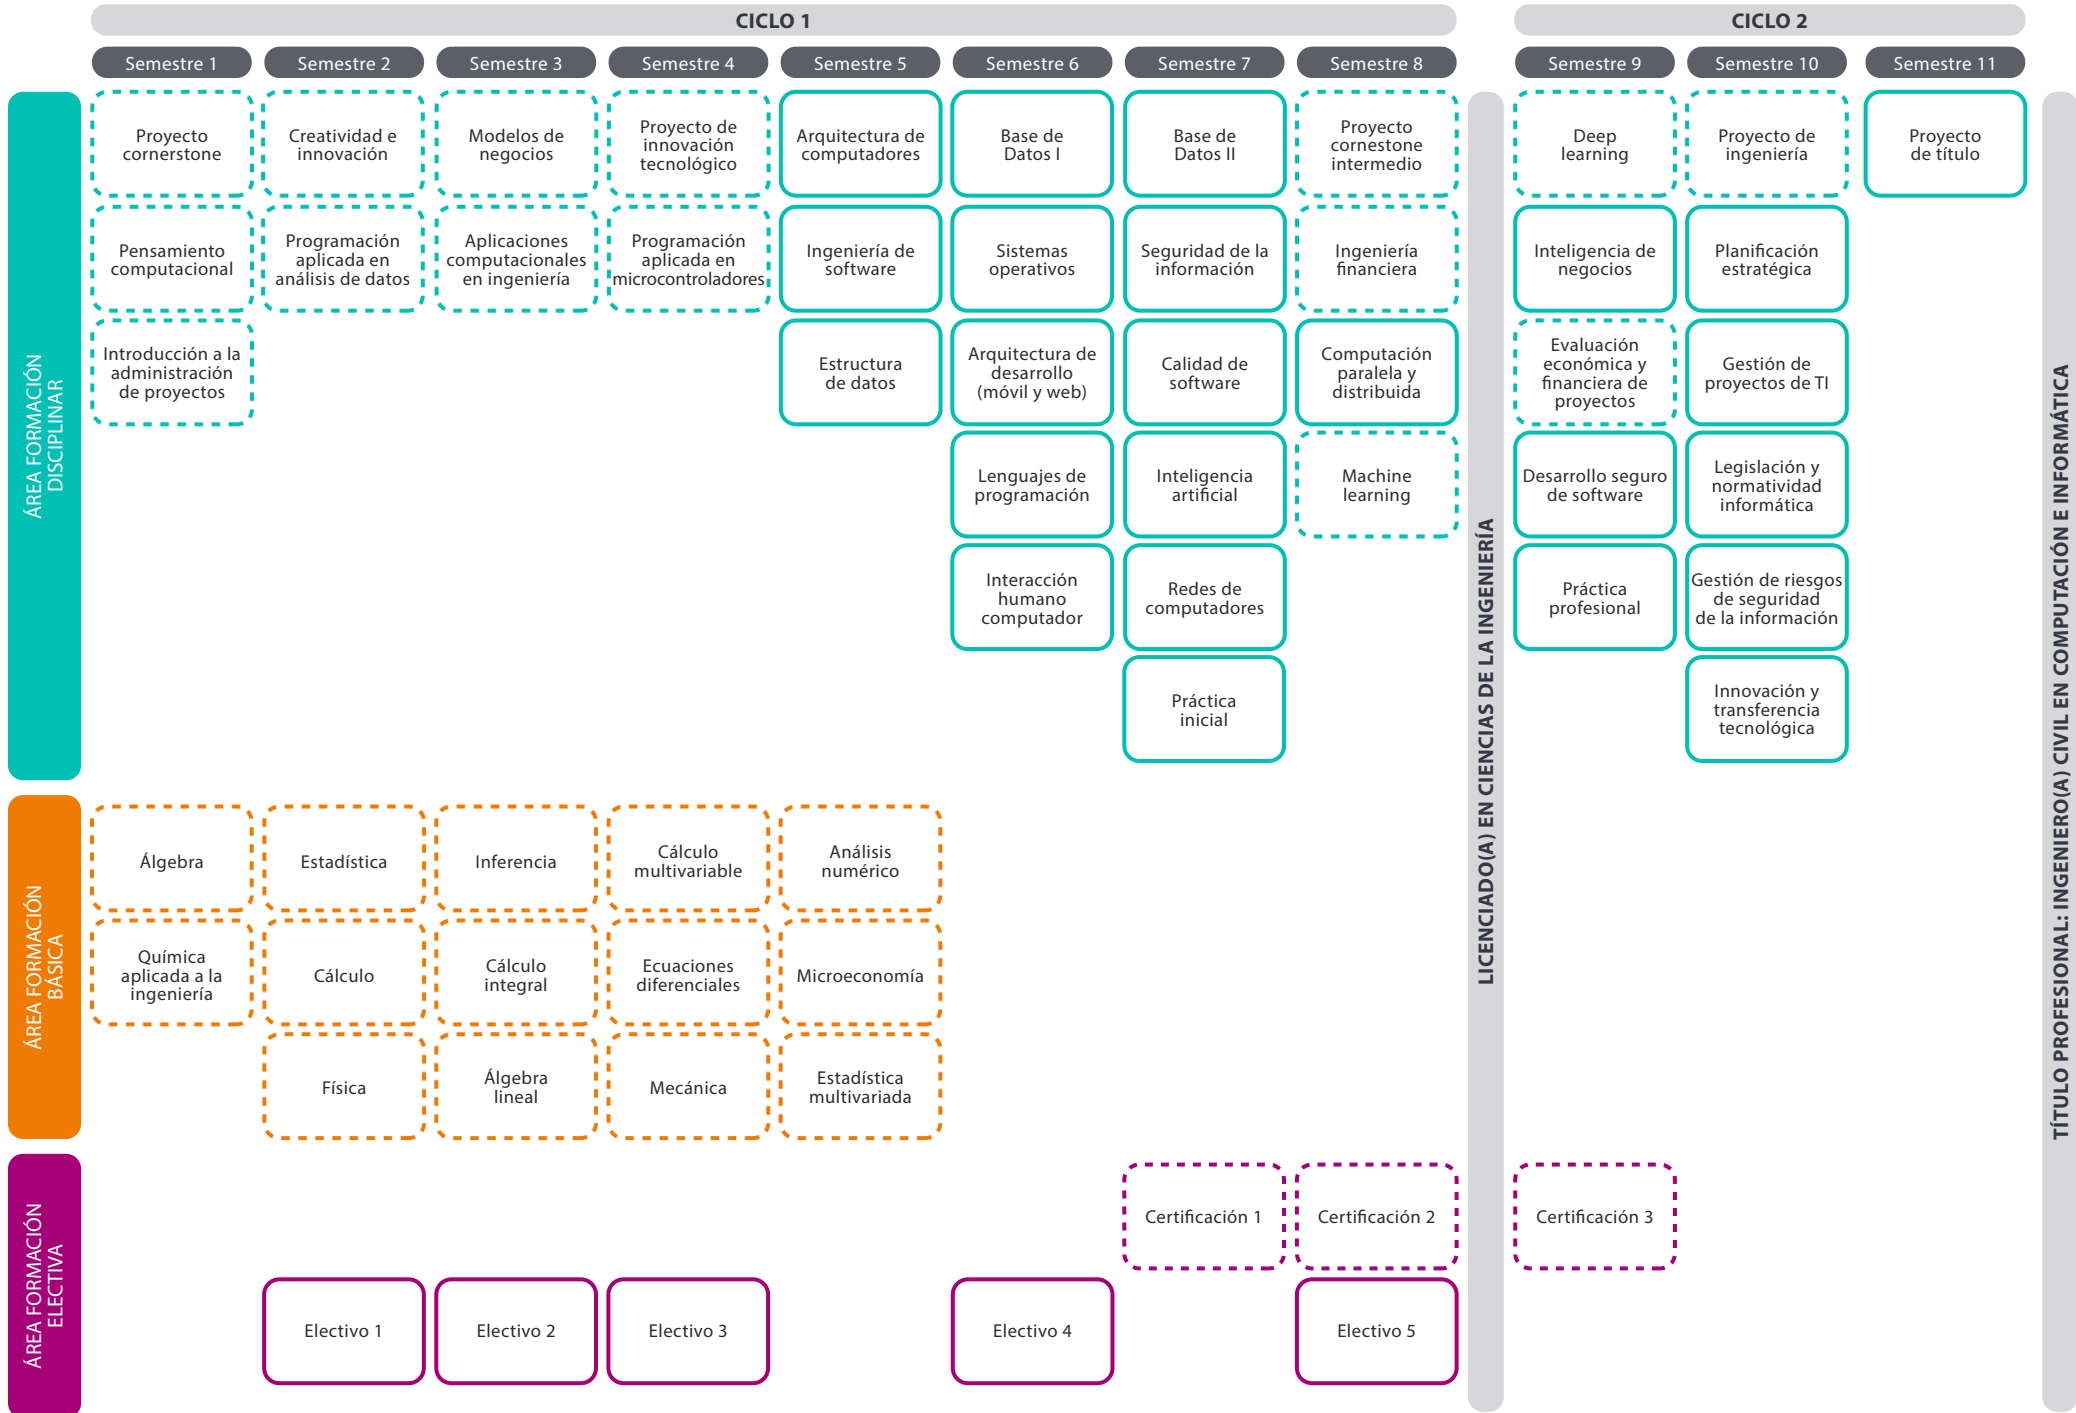 CICLO 1
CICLO 2
Semestre 1
Semestre 2
Semestre 3
Semestre 4
Semestre 5
Semestre 6
Semestre 7
Semestre 8
Semestre 9
Semestre 10
Semestre 11
ÁREA FORMACIÓN
DISCIPLINAR
Proyecto
cornerstone
Creatividad e
innovación
Modelos de
negocios
Proyecto de
innovación
tecnológico
Arquitectura de
computadores
Base de
Datos I
Base de
Datos II
Proyecto
cornestone
intermedio
Deep
learning
Proyecto de
ingeniería
Proyecto
de título
Pensamiento
computacional
Programación
aplicada en
análisis de datos
Aplicaciones
computacionales
en ingeniería
Programación
aplicada en
microcontroladores
Ingeniería de
software
Sistemas
operativos
Seguridad de la
información
Ingeniería
financiera
Inteligencia de
negocios
Planificación
estratégica
Introducción a la
administración
de proyectos
Estructura
de datos
Arquitectura de
desarrollo
(móvil y web)
Calidad de
software
Computación
paralela y
distribuida
Evaluación
económica y
financiera de
proyectos
Gestión de
proyectos de TI
Lenguajes de
programación
Inteligencia
artificial
Machine
learning
Desarrollo seguro
de software
Legislación y
normatividad
informática
Interacción
humano
computador
Redes de
computadores
Práctica
profesional
Gestión de riesgos
de seguridad
de la información
Práctica
inicial
Innovación y
transferencia
tecnológica
LICENCIADO(A) EN CIENCIAS DE LA INGENIERÍA
TÍTULO PROFESIONAL: INGENIERO(A) CIVIL EN COMPUTACIÓN E INFORMÁTICA
ÁREA FORMACIÓN
BÁSICA
Álgebra
Estadística
Inferencia
Cálculo
multivariable
Análisis
numérico
Química
aplicada a la
ingeniería
Cálculo
Cálculo
integral
Ecuaciones
diferenciales
Microeconomía
Física
Álgebra
lineal
Mecánica
Estadística
multivariada
ÁREA FORMACIÓN
ELECTIVA
Certificación 1
Certificación 2
Certificación 3
Electivo 1
Electivo 2
Electivo 3
Electivo 4
Electivo 5